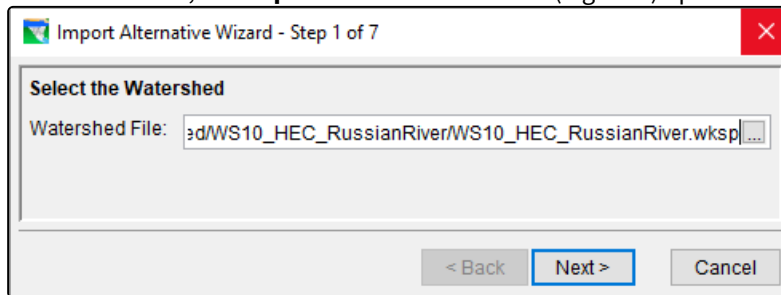 Import Alternative Wizard - Step 1 of 7
Select the Watershed
Watershed File: ed/WS10_HEC_RussianRiver/WS10_HEC_RussianRiver.wksp ...
< Back Next > Cancel